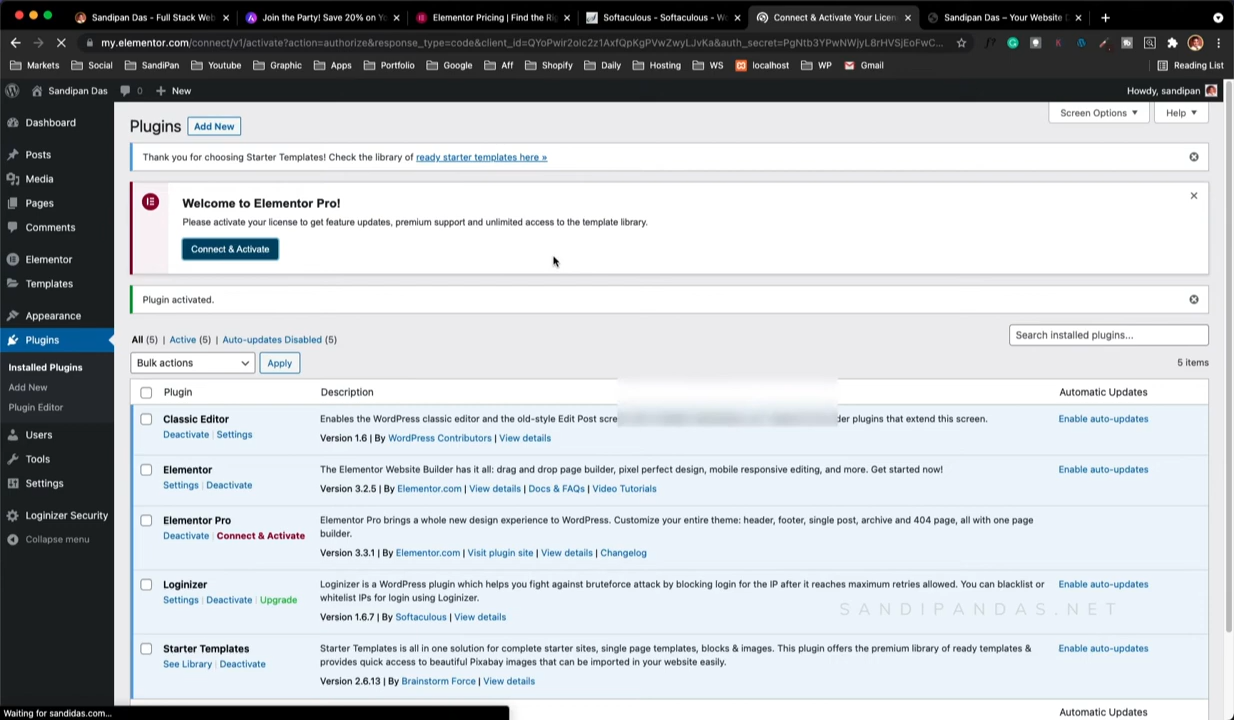 Sandipan Das - Full Stack Web
Join the Party! Save 20% on Yo
Elementor Pricing | Find the Rig
Softaculous - Softaculous - W
Connect & Activate Your Licen
Sandipan Das – Your Website
my.elementor.com/connect/v1/activate?action=authorize&response_type=code&client_id=
Markets Social SandiPan Youtube Graphic Apps Portfolio Google Aff Shopify Daily Hosting WS localhost WP Gmail Reading List
Sandipan Das 0 New Howdy, sandipan
Screen Options Help
Dashboard
Posts
Media
Pages
Comments
Elementor
Templates
Appearance
Plugins
Installed Plugins
Add New
Plugin Editor
Users
Tools
Settings
Loginizer Security
Collapse menu
Plugins Add New
Thank you for choosing Starter Templates! Check the library of ready starter templates here »
Welcome to Elementor Pro!
Please activate your license to get feature updates, premium support and unlimited access to the template library.
Connect & Activate
Plugin activated.
All (5) | Active (5) | Auto-updates Disabled (5)
Search installed plugins...
Bulk actions Apply
5 items
Plugin Description Automatic Updates
Classic Editor Enables the WordPress classic editor and the old-style Edit Post scre der plugins that extend this screen. Enable auto-updates
Deactivate | Settings Version 1.6 | By WordPress Contributors | View details
Elementor The Elementor Website Builder has it all: drag and drop page builder, pixel perfect design, mobile responsive editing, and more. Get started now! Enable auto-updates
Settings | Deactivate Version 3.2.5 | By Elementor.com | View details | Docs & FAQs | Video Tutorials
Elementor Pro Elementor Pro brings a whole new design experience to WordPress. Customize your entire theme: header, footer, single post, archive and 404 page, all with one page
Deactivate | Connect & Activate builder.
Version 3.3.1 | By Elementor.com | Visit plugin site | View details | Changelog
Loginizer Loginizer is a WordPress plugin which helps you fight against bruteforce attack by blocking login for the IP after it reaches maximum retries allowed. You can blacklist or Enable auto-updates
Settings | Deactivate | Upgrade whitelist IPs for login using Loginizer.
SANDIPANDAS.NET
Version 1.6.7 | By Softaculous | View details
Starter Templates Starter Templates is all in one solution for complete starter sites, single page templates, blocks & images. This plugin offers the premium library of ready templates & Enable auto-updates
See Library | Deactivate provides quick access to beautiful Pixabay images that can be imported in your website easily.
Version 2.6.13 | By Brainstorm Force | View details
Automatic Updates
Waiting for sandidas.com...